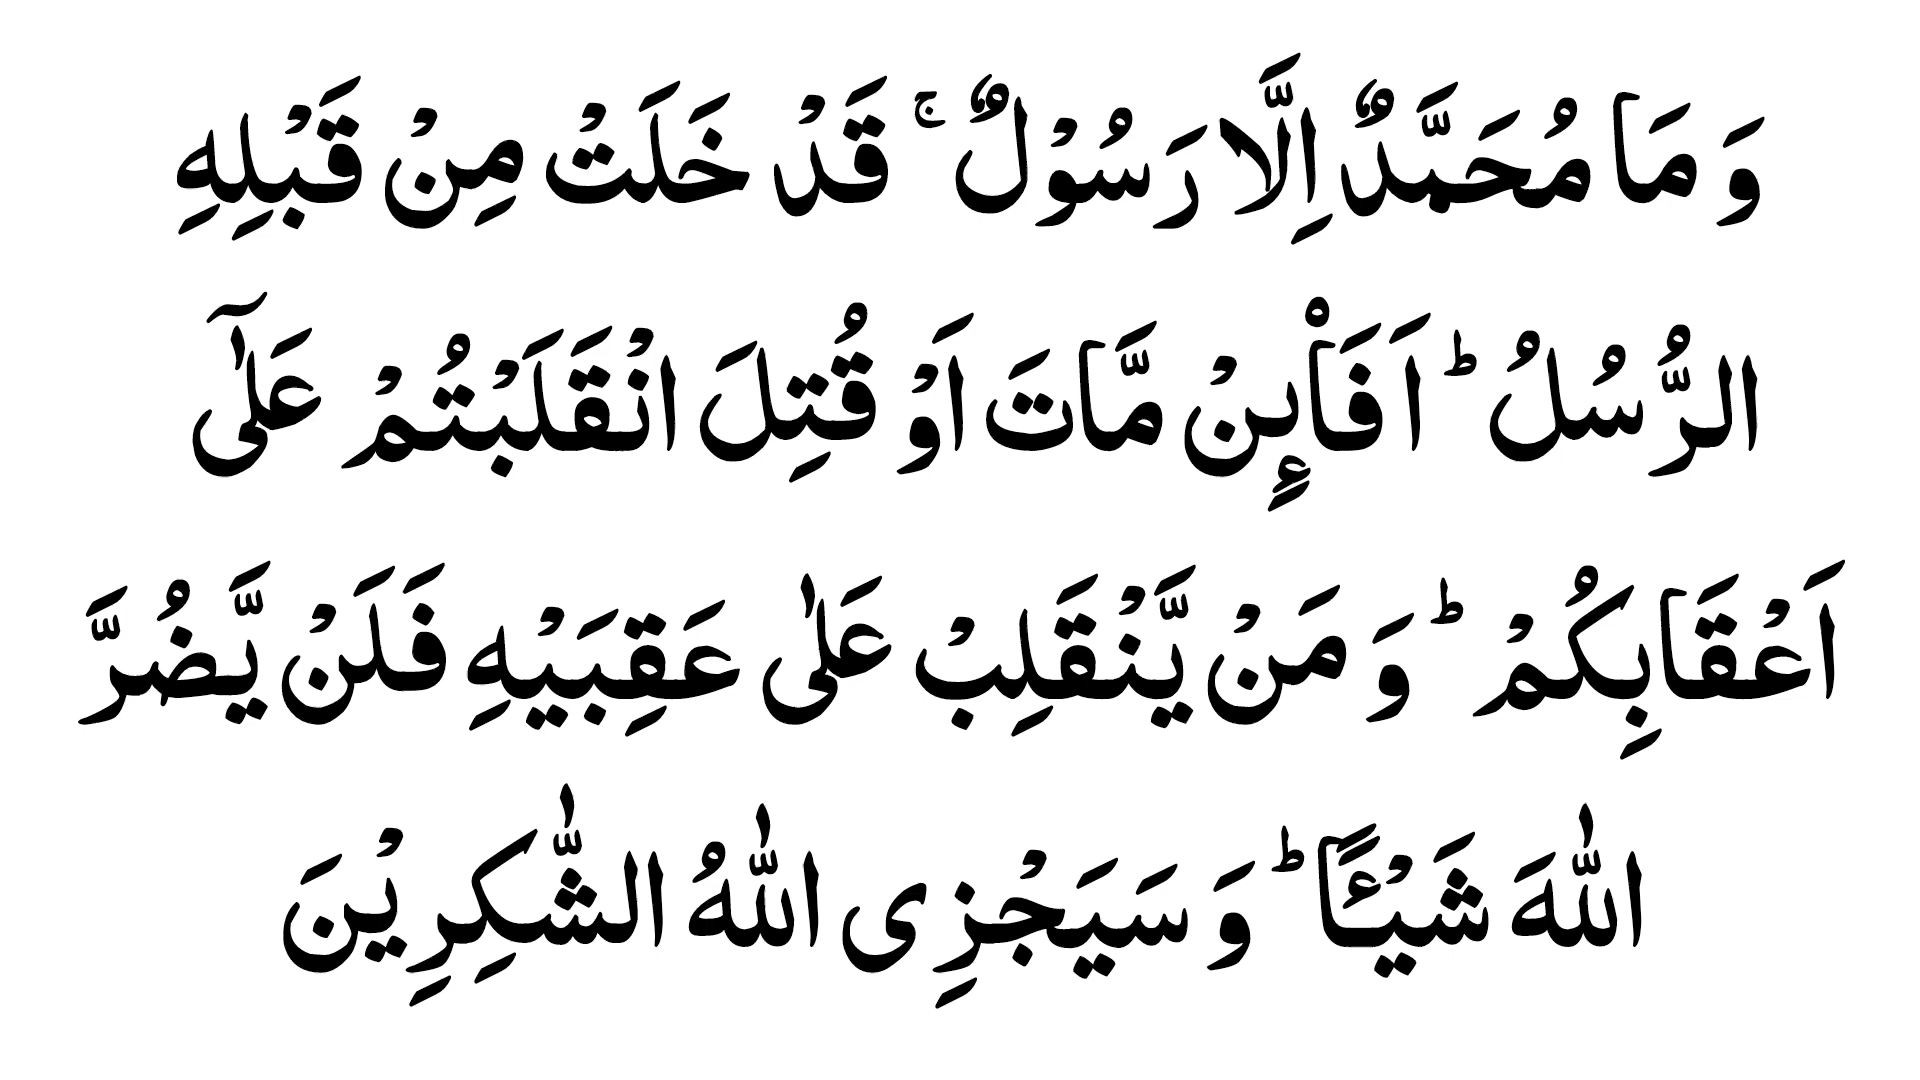 وَ مَا مُحَمَّدٌ اِلَّا رَسُوْلٌ ۚ قَدْ خَلَتْ مِنْ قَبْلِهِ
الرُّسُلُ ؕ اَفَا۠ىِٕنْ مَّاتَ اَوْ قُتِلَ انْقَلَبْتُمْ عَلٰۤى
اَعْقَابِكُمْ ؕ وَ مَنْ یَّنْقَلِبْ عَلٰى عَقِبَیْهِ فَلَنْ یَّضُرَّ
اللّٰهَ شَیْـًٔا ؕ وَ سَیَجْزِی اللّٰهُ الشّٰكِرِیْنَ